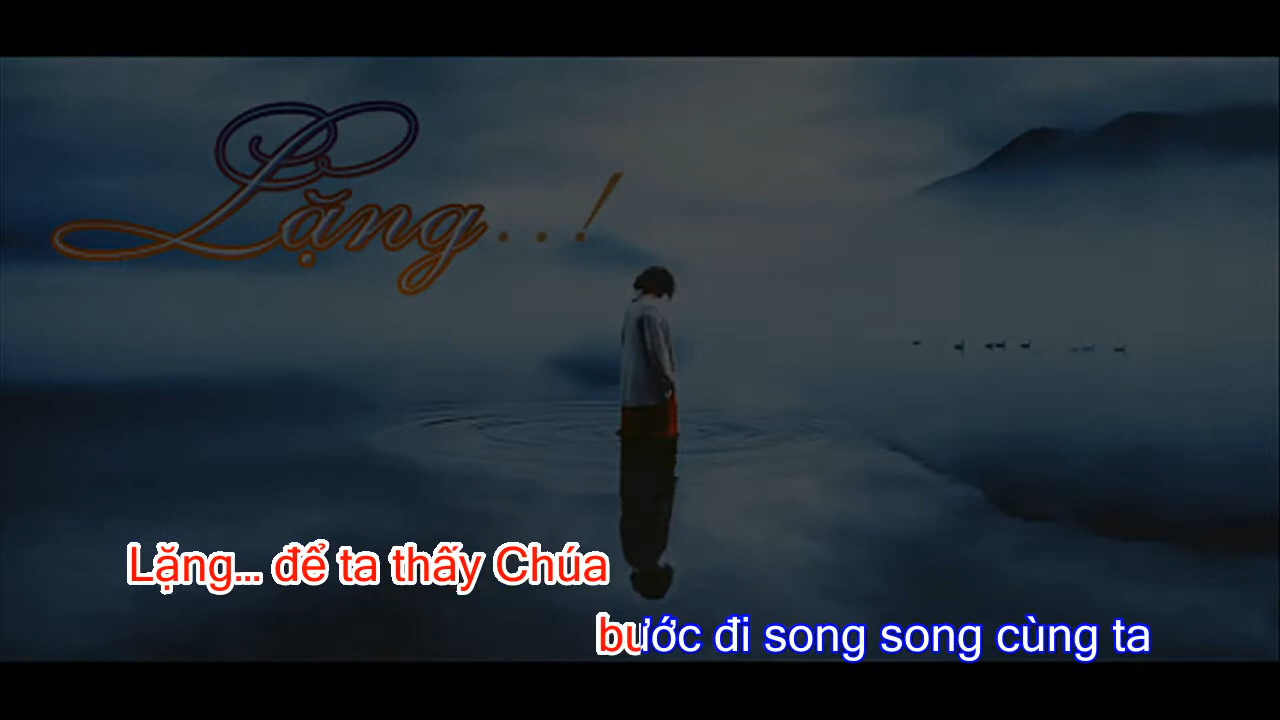 Lặng...!
Lặng... để ta thấy Chúa
bước đi song song cùng ta